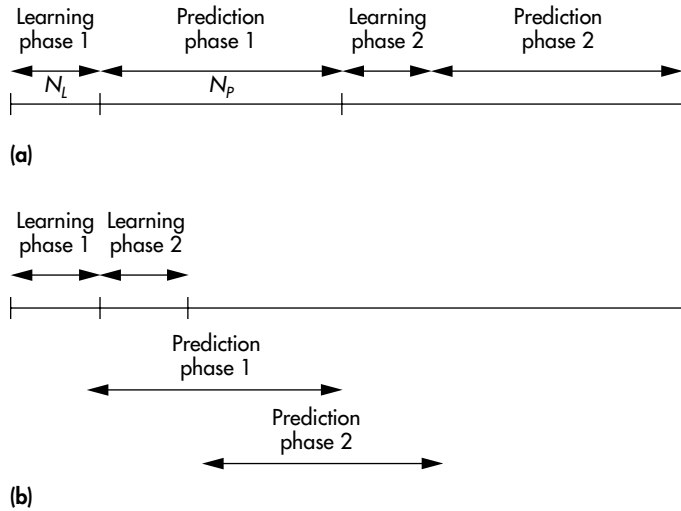 Learning
phase 1
Prediction
phase 1
Learning
phase 2
Prediction
phase 2
N_L
N_P
(a)
Learning
phase 1
Learning
phase 2
Prediction
phase 1
Prediction
phase 2
(b)